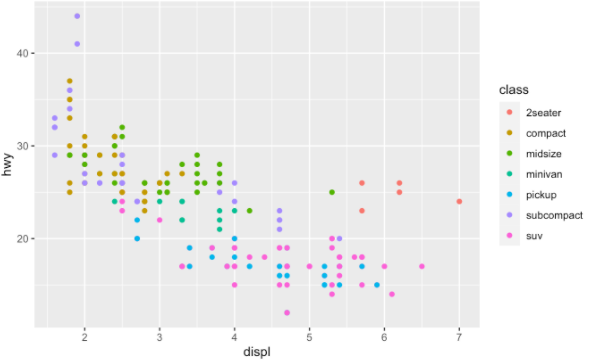 40
30
20
hwy
2 3 4 5 6 7
displ
class
2seater
compact
midsize
minivan
pickup
subcompact
suv